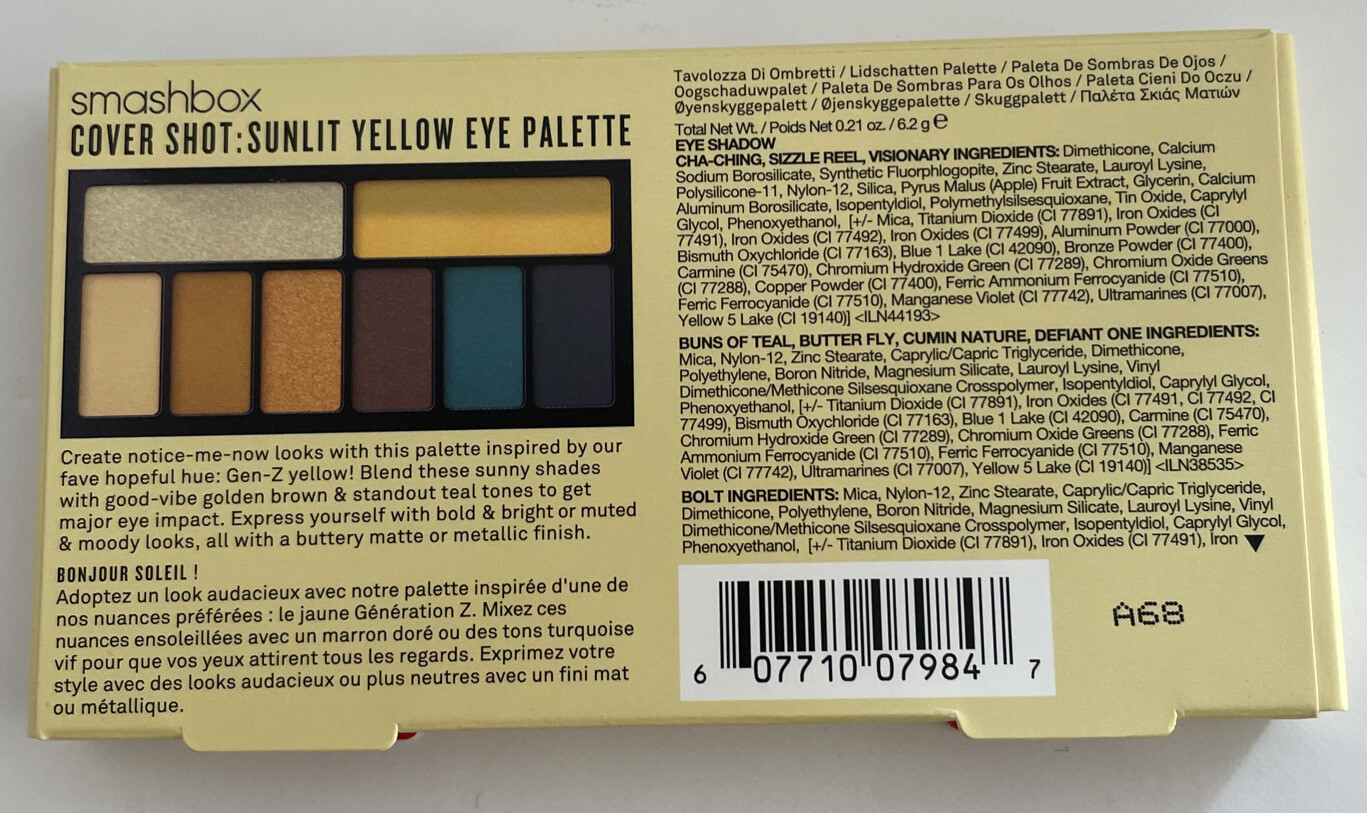 smashbox
COVER SHOT:SUNLIT YELLOW EYE PALETTE
Create notice-me-now looks with this palette inspired by our
fave hopeful hue: Gen-Z yellow! Blend these sunny shades
with good-vibe golden brown & standout teal tones to get
major eye impact. Express yourself with bold & bright or muted
& moody looks, all with a buttery matte or metallic finish.
BONJOUR SOLEIL !
Adoptez un look audacieux avec notre palette inspirée d'une de
nos nuances préférées : le jaune Génération Z. Mixez ces
nuances ensoleillées avec un marron doré ou des tons turquoise
vif pour que vos yeux attirent tous les regards. Exprimez votre
style avec des looks audacieux ou plus neutres avec un fini mat
ou métallique.
Tavolozza Di Ombretti / Lidschatten Palette / Paleta De Sombras De Ojos /
Oogschaduwpalet / Paleta De Sombras Para Os Olhos / Paleta Cieni Do Oczu /
Øyenskyggepalett / Øjenskyggepalette / Skuggpalett / Παλέτα Σκιάς Ματιών
Total Net Wt. / Poids Net 0.21 oz. / 6.2 g ℮
EYE SHADOW
CHA-CHING, SIZZLE REEL, VISIONARY INGREDIENTS: Dimethicone, Calcium
Sodium Borosilicate, Synthetic Fluorphlogopite, Zinc Stearate, Lauroyl Lysine,
Polysilicone-11, Nylon-12, Silica, Pyrus Malus (Apple) Fruit Extract, Glycerin, Calcium
Aluminum Borosilicate, Isopentyldiol, Polymethylsilsesquioxane, Tin Oxide, Caprylyl
Glycol, Phenoxyethanol, [+/- Mica, Titanium Dioxide (CI 77891), Iron Oxides (CI
77491), Iron Oxides (CI 77492), Iron Oxides (CI 77499), Aluminum Powder (CI 77000),
Bismuth Oxychloride (CI 77163), Blue 1 Lake (CI 42090), Bronze Powder (CI 77400),
Carmine (CI 75470), Chromium Hydroxide Green (CI 77289), Chromium Oxide Greens
(CI 77288), Copper Powder (CI 77400), Ferric Ammonium Ferrocyanide (CI 77510),
Ferric Ferrocyanide (CI 77510), Manganese Violet (CI 77742), Ultramarines (CI 77007),
Yellow 5 Lake (CI 19140)] <ILN44193>
BUNS OF TEAL, BUTTER FLY, CUMIN NATURE, DEFIANT ONE INGREDIENTS:
Mica, Nylon-12, Zinc Stearate, Caprylic/Capric Triglyceride, Dimethicone,
Polyethylene, Boron Nitride, Magnesium Silicate, Lauroyl Lysine, Vinyl
Dimethicone/Methicone Silsesquioxane Crosspolymer, Isopentyldiol, Caprylyl Glycol,
Phenoxyethanol, [+/- Titanium Dioxide (CI 77891), Iron Oxides (CI 77491, CI 77492, CI
77499), Bismuth Oxychloride (CI 77163), Blue 1 Lake (CI 42090), Carmine (CI 75470),
Chromium Hydroxide Green (CI 77289), Chromium Oxide Greens (CI 77288), Ferric
Ammonium Ferrocyanide (CI 77510), Ferric Ferrocyanide (CI 77510), Manganese
Violet (CI 77742), Ultramarines (CI 77007), Yellow 5 Lake (CI 19140)] <ILN38535>
BOLT INGREDIENTS: Mica, Nylon-12, Zinc Stearate, Caprylic/Capric Triglyceride,
Dimethicone, Polyethylene, Boron Nitride, Magnesium Silicate, Lauroyl Lysine, Vinyl
Dimethicone/Methicone Silsesquioxane Crosspolymer, Isopentyldiol, Caprylyl Glycol,
Phenoxyethanol, [+/- Titanium Dioxide (CI 77891), Iron Oxides (CI 77491), Iron ▼
A68
6 07710 07984 7